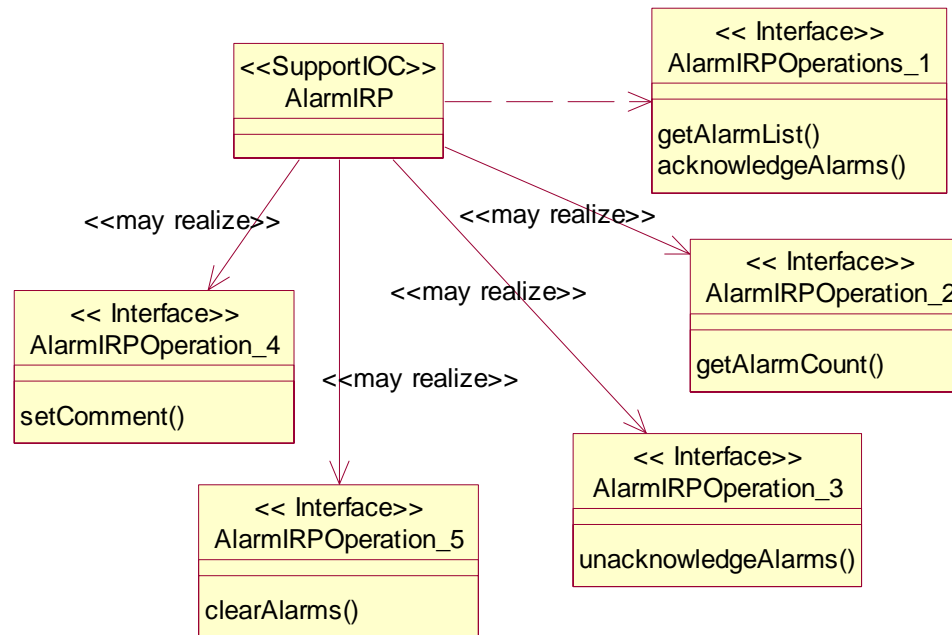 << Interface>>
AlarmIRPOperations_1
getAlarmList()
acknowledgeAlarms()
<<SupportIOC>>
AlarmIRP
<<may realize>>
<<may realize>>
<<may realize>>
<<may realize>>
<< Interface>>
AlarmIRPOperation_2
getAlarmCount()
<< Interface>>
AlarmIRPOperation_4
setComment()
<< Interface>>
AlarmIRPOperation_3
unacknowledgeAlarms()
<< Interface>>
AlarmIRPOperation_5
clearAlarms()